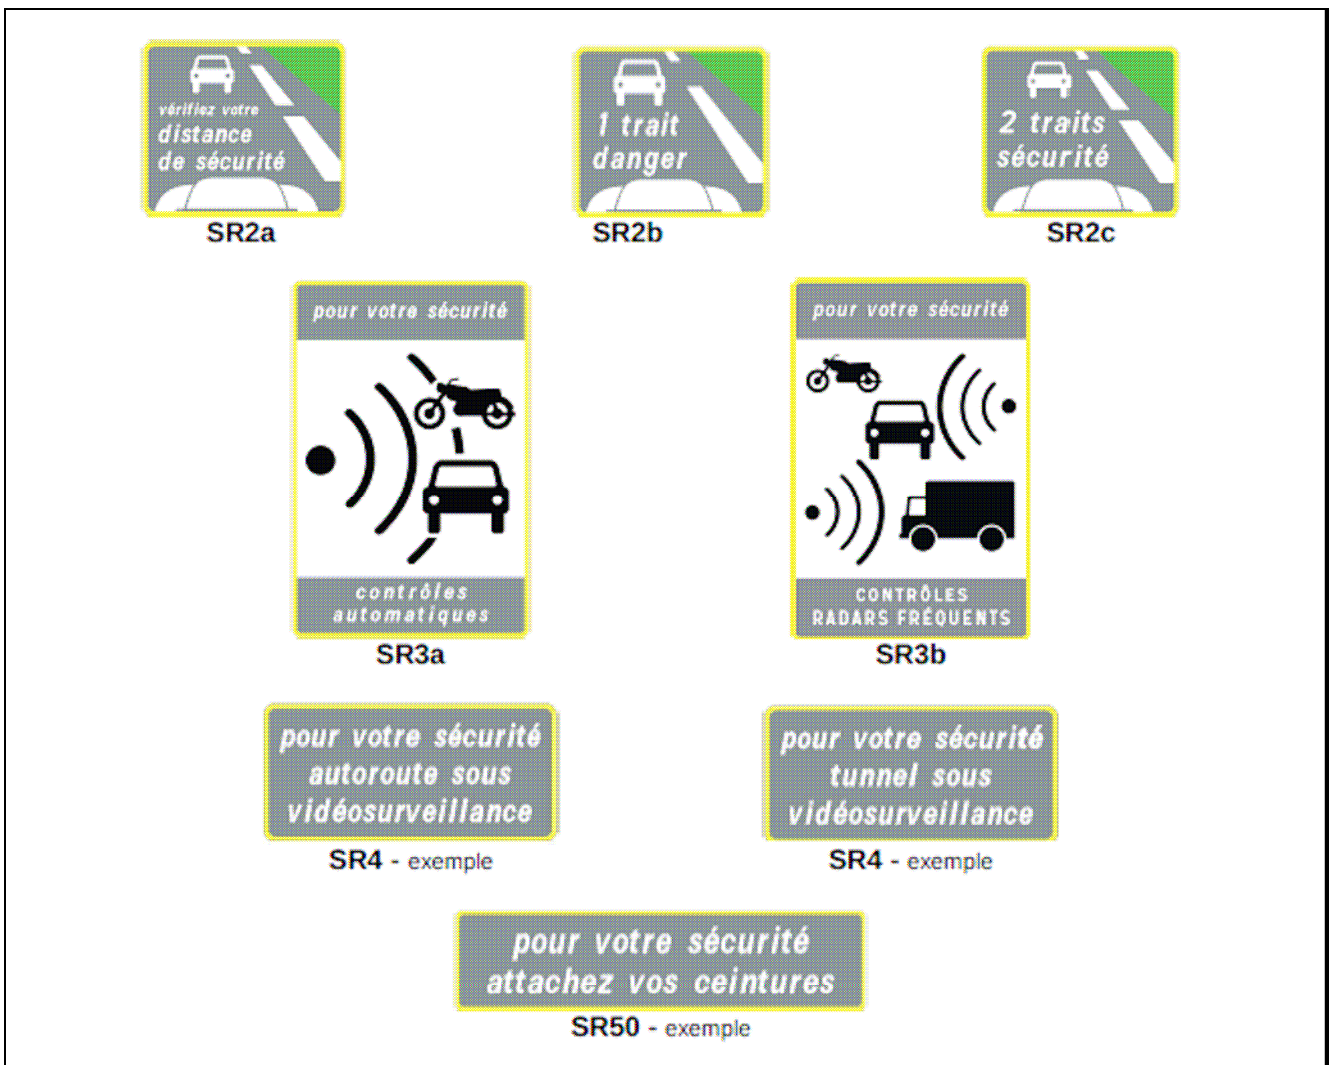 vérifiez votre
distance
de sécurité
SR2a
1 trait
danger
SR2b
2 traits
sécurité
SR2c
pour votre sécurité
contrôles
automatiques
SR3a
pour votre sécurité
CONTRÔLES
RADARS FRÉQUENTS
SR3b
pour votre sécurité
autoroute sous
vidéosurveillance
SR4 - exemple
pour votre sécurité
tunnel sous
vidéosurveillance
SR4 - exemple
pour votre sécurité
attachez vos ceintures
SR50 - exemple